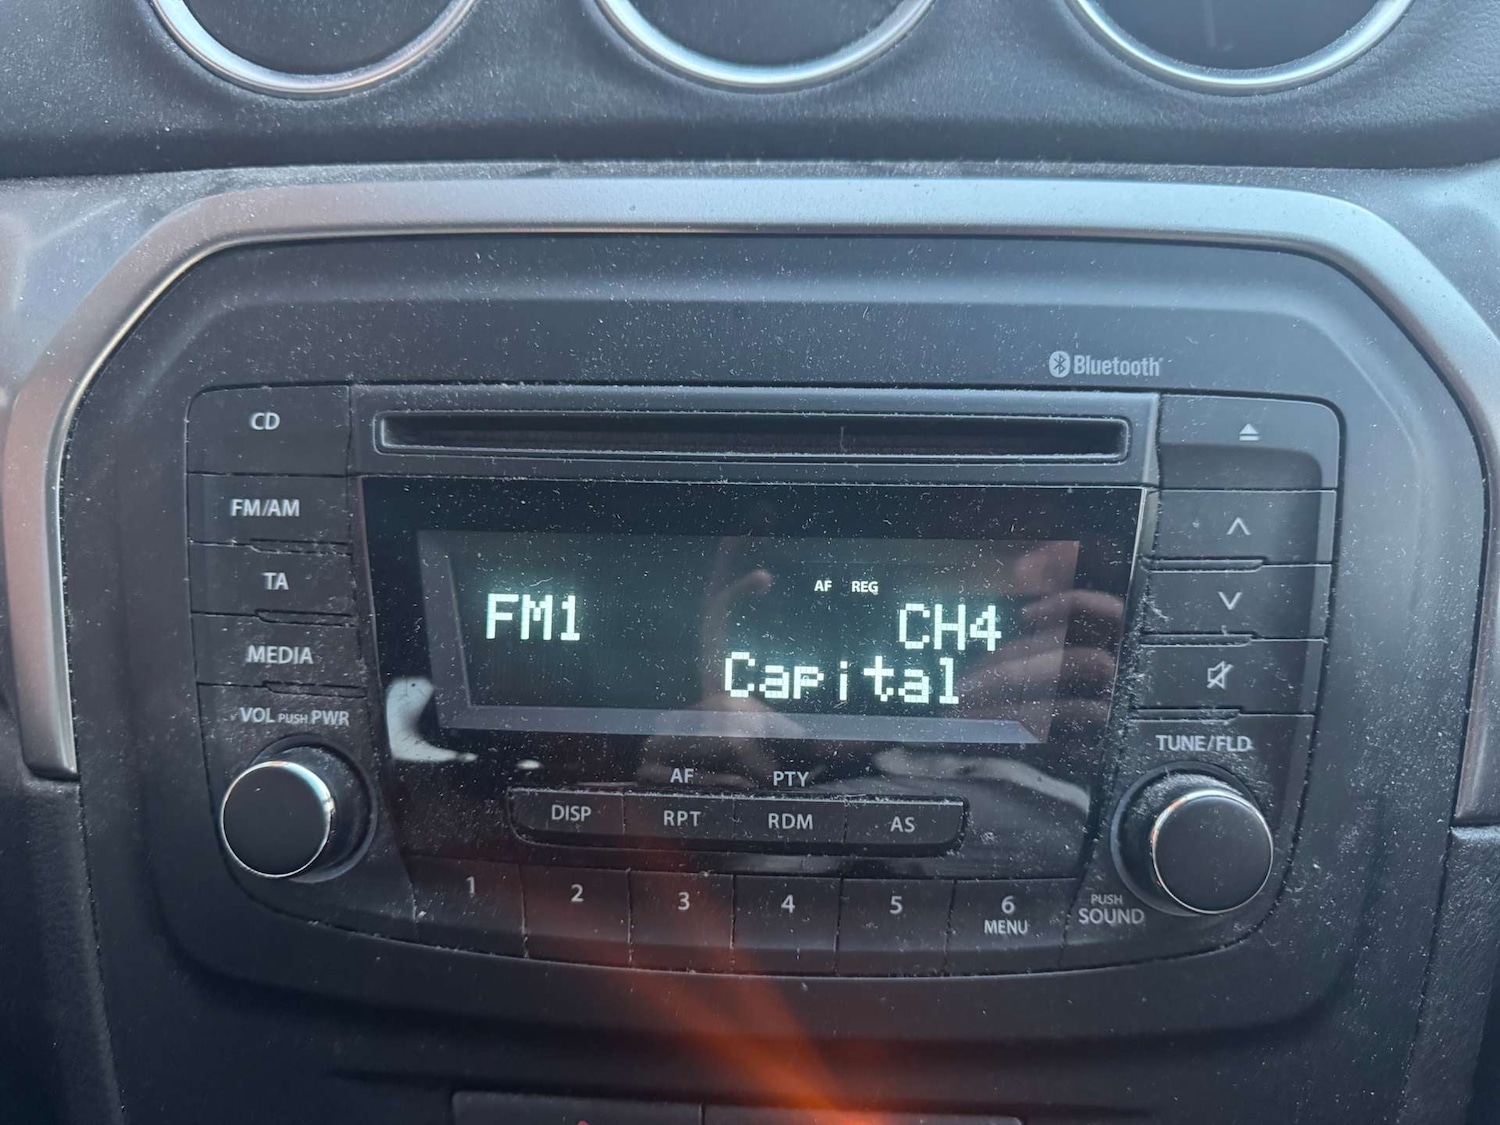 Bluetooth
CD
FM/AM
TA
MEDIA
VOL PUSH PWR
AF REG
FM1 CH4
Capital
TUNE/FLD
AF PTY
DISP RPT RDM AS
1 2 3 4 5 6
MENU
PUSH
SOUND